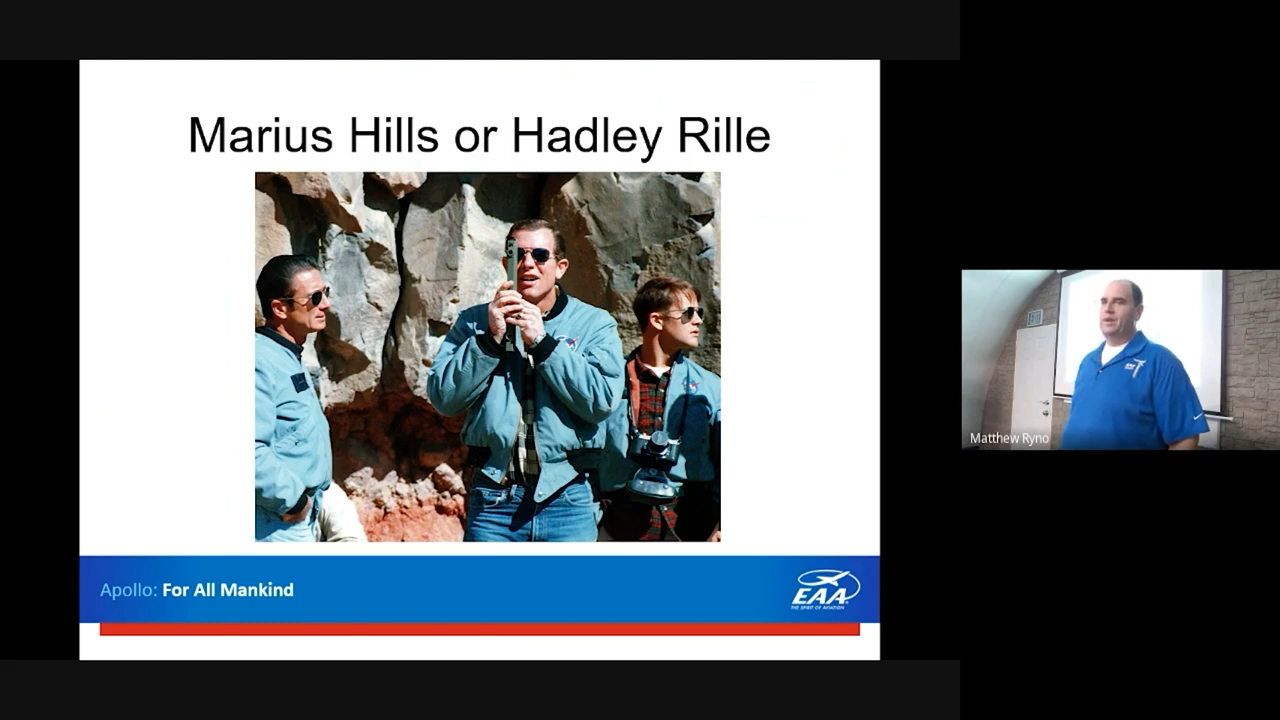 Marius Hills or Hadley Rille
Apollo: For All Mankind
EAA
THE SPIRIT OF AVIATION
Matthew Ryno